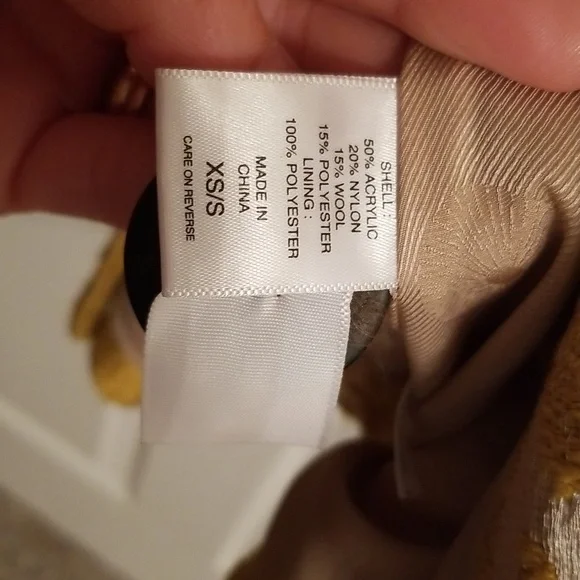 SHELL :
50% ACRYLIC
20% NYLON
15% WOOL
15% POLYESTER
LINING :
100% POLYESTER
MADE IN
CHINA
XS/S
CARE ON REVERSE